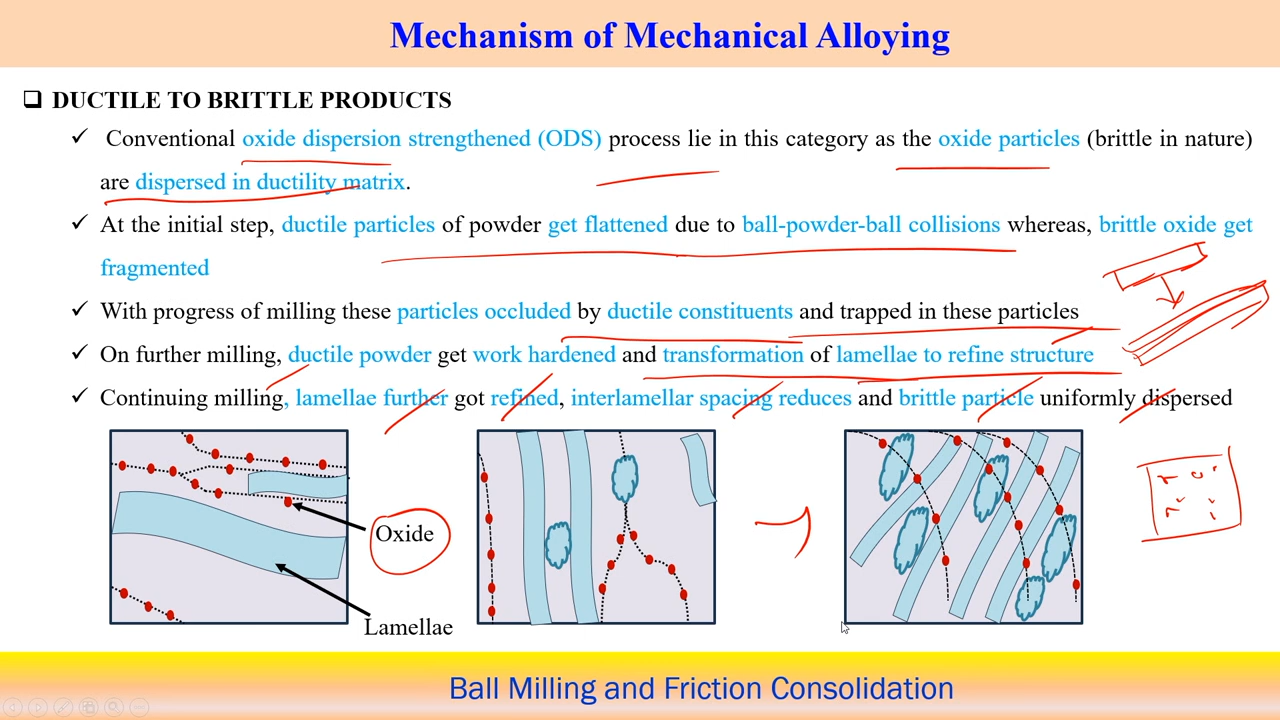 Mechanism of Mechanical Alloying
DUCTILE TO BRITTLE PRODUCTS
Conventional oxide dispersion strengthened (ODS) process lie in this category as the oxide particles (brittle in nature)
are dispersed in ductility matrix.
At the initial step, ductile particles of powder get flattened due to ball-powder-ball collisions whereas, brittle oxide get
fragmented
With progress of milling these particles occluded by ductile constituents and trapped in these particles
On further milling, ductile powder get work hardened and transformation of lamellae to refine structure
Continuing milling, lamellae further got refined, interlamellar spacing reduces and brittle particle uniformly dispersed
Oxide
Lamellae
Ball Milling and Friction Consolidation